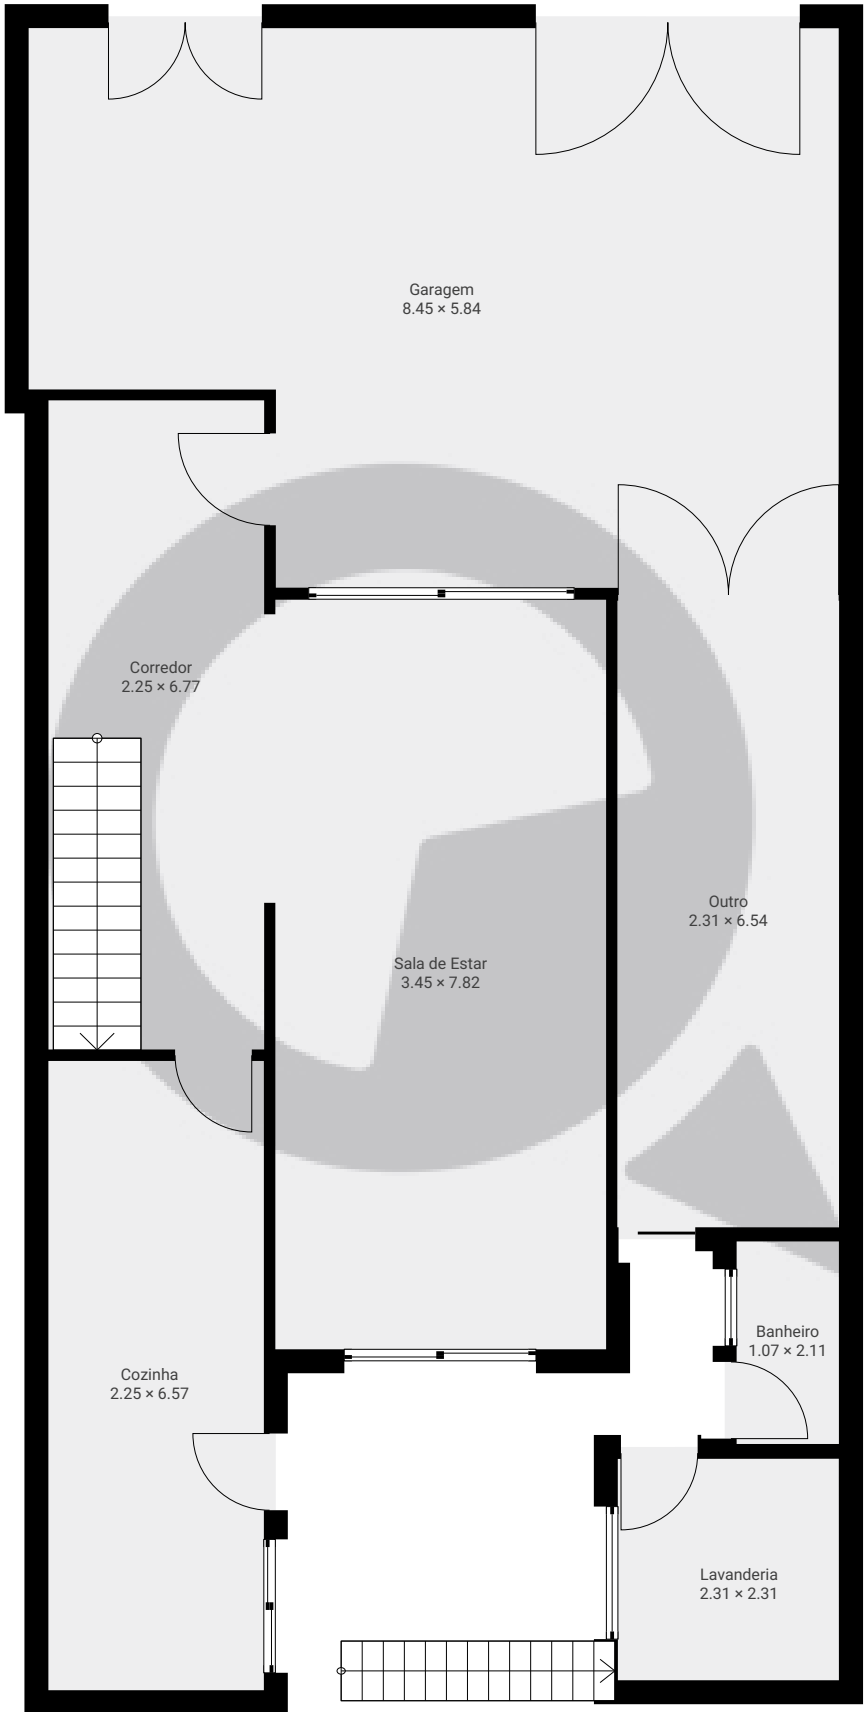 Garagem
8.45 × 5.84
Corredor
2.25 × 6.77
Outro
2.31 × 6.54
Sala de Estar
3.45 × 7.82
Banheiro
1.07 × 2.11
Cozinha
2.25 × 6.57
Lavanderia
2.31 × 2.31